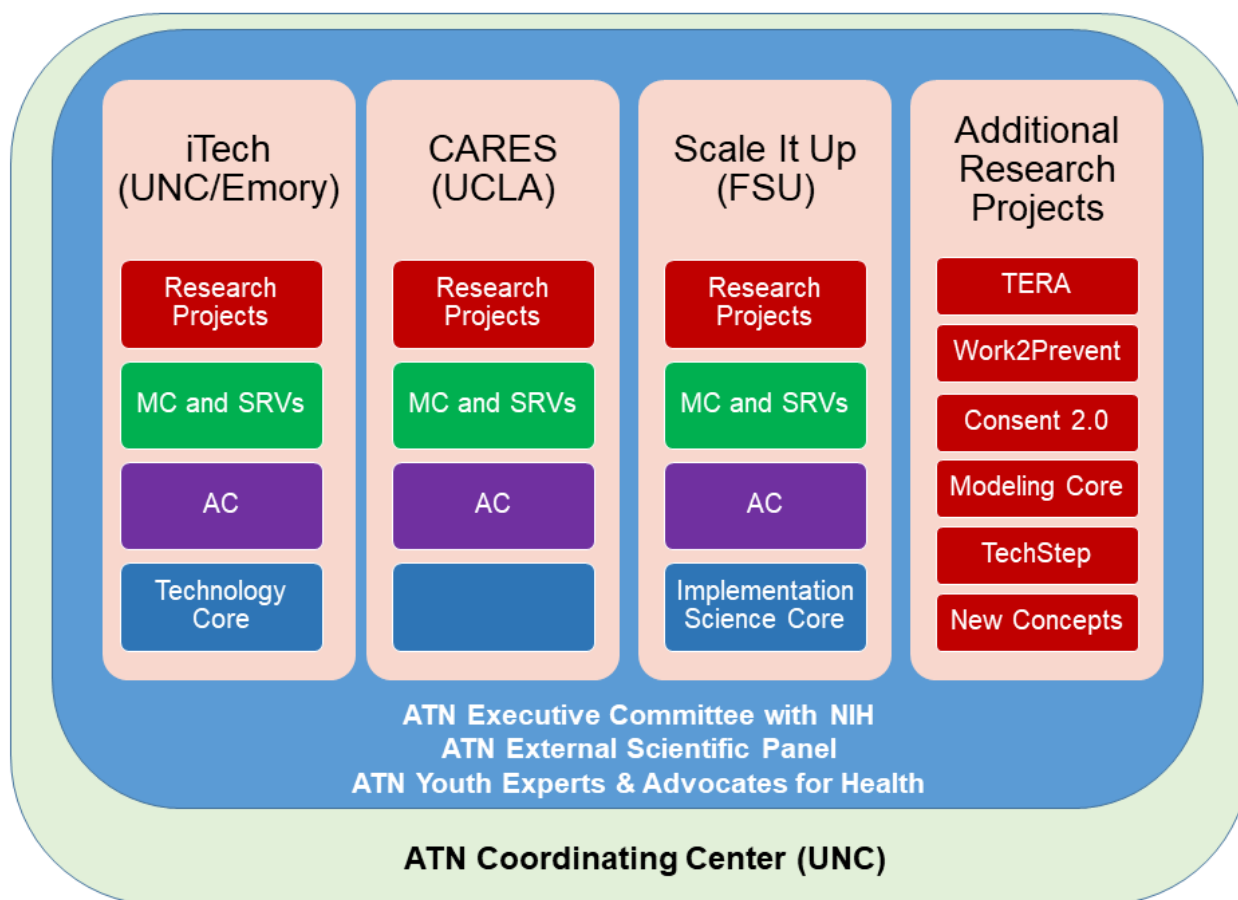 iTech
(UNC/Emory)
Research
Projects
MC and SRVs
AC
Technology
Core
CARES
(UCLA)
Research
Projects
MC and SRVs
AC
Scale It Up
(FSU)
Research
Projects
MC and SRVs
AC
Implementation
Science Core
Additional
Research
Projects
TERA
Work2Prevent
Consent 2.0
Modeling Core
TechStep
New Concepts
ATN Executive Committee with NIH
ATN External Scientific Panel
ATN Youth Experts & Advocates for Health
ATN Coordinating Center (UNC)